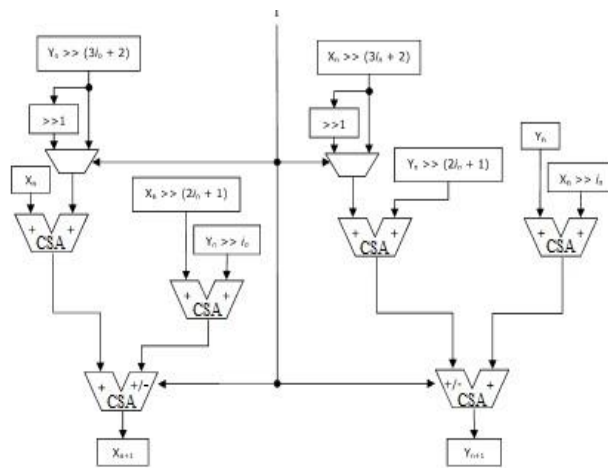 Yₙ >> (3iₙ + 2)
Xₙ >> (3iₙ + 2)
>>1
>>1
Yₙ
Xₙ
Yₙ >> (2iₙ + 1)
Xₙ >> iₙ
Xₙ >> (2iₙ + 1)
+ +
CSA
+ +
CSA
+ +
CSA
Yₙ >> iₙ
+ +
CSA
+ +/-
CSA
+/- +
CSA
Xₙ₊₁
Yₙ₊₁